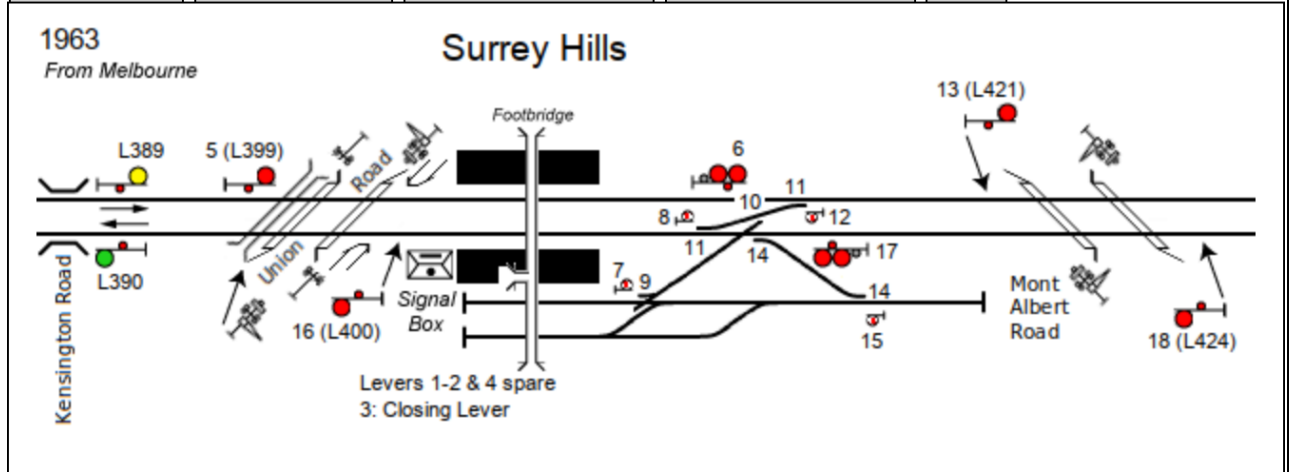 1963
From Melbourne
Surrey Hills
Footbridge
13 (L421)
L389
5 (L399)
Road
6
11
10
8
12
11
14
17
L390
Union
7
9
14
Signal
Box
16 (L400)
15
Mont
Albert
Road
18 (L424)
Kensington Road
Levers 1-2 & 4 spare
3: Closing Lever